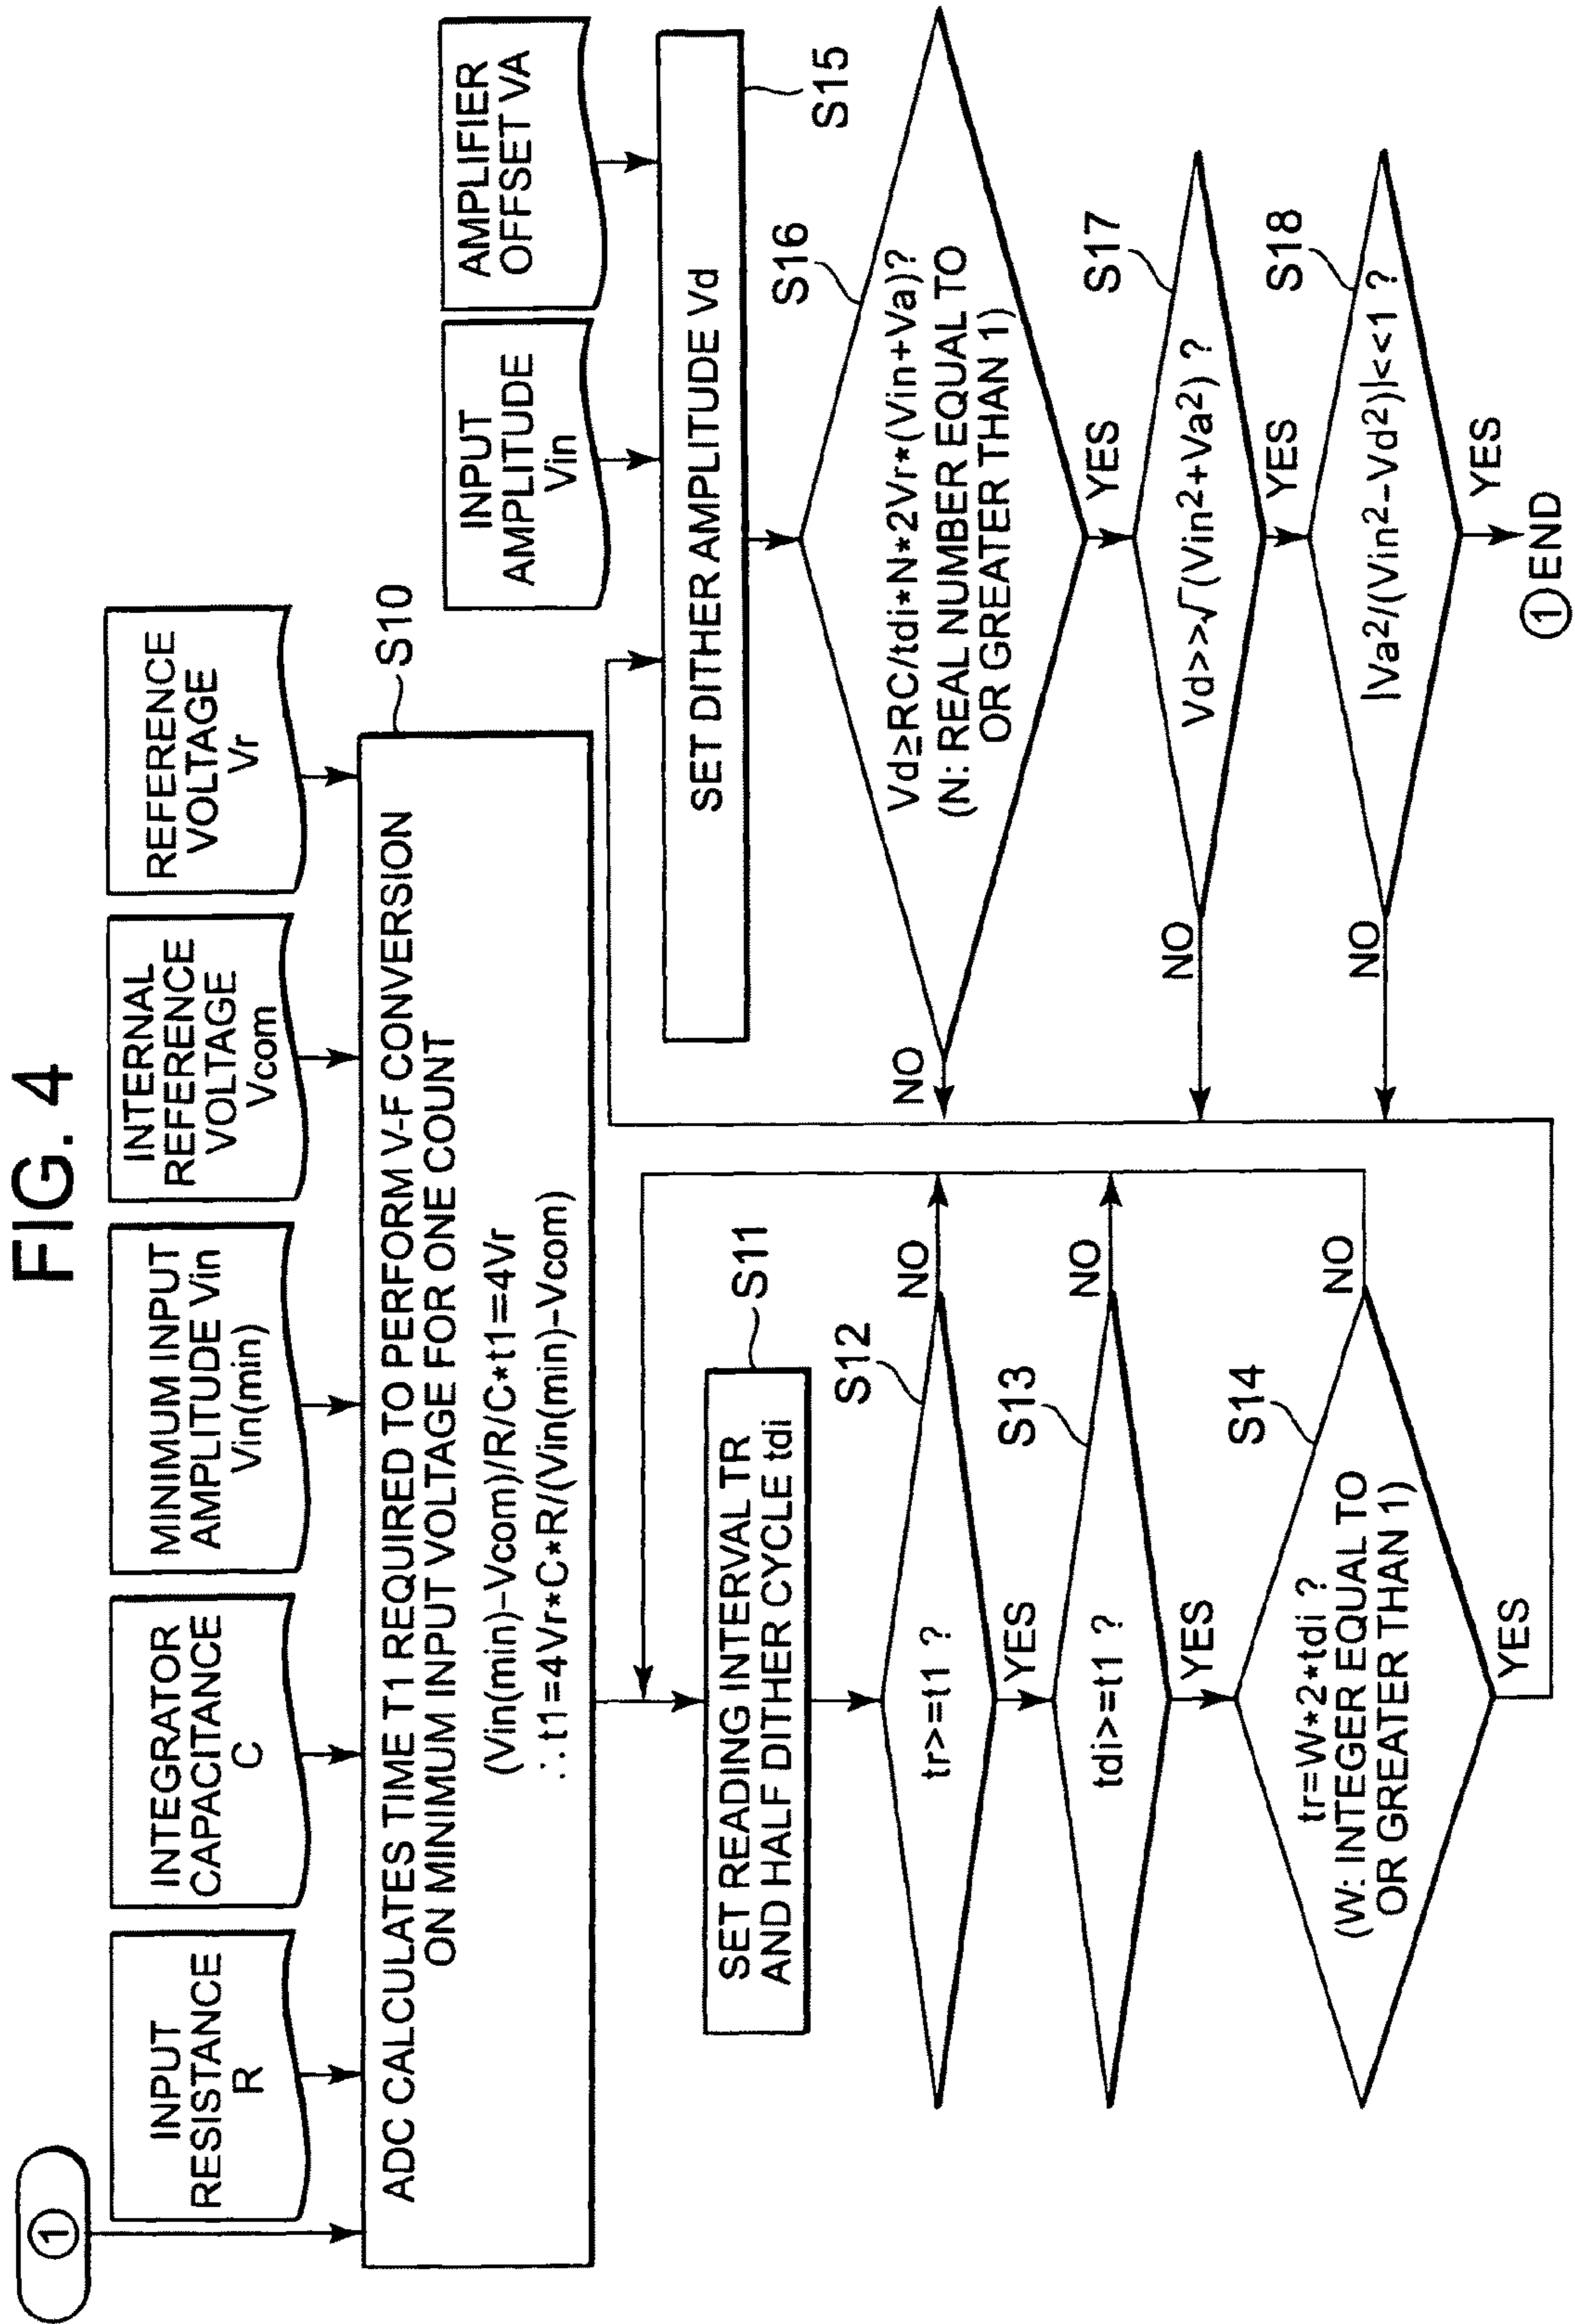 FIG. 4
1
INPUT
RESISTANCE
R
INTEGRATOR
CAPACITANCE
C
MINIMUM INPUT
AMPLITUDE Vin
Vin(min)
INTERNAL
REFERENCE
VOLTAGE
Vcom
REFERENCE
VOLTAGE
Vr
S10
ADC CALCULATES TIME T1 REQUIRED TO PERFORM V-F CONVERSION
ON MINIMUM INPUT VOLTAGE FOR ONE COUNT
(Vin(min)-Vcom)/R/C*t1=4Vr
∴t1=4Vr*C*R/(Vin(min)-Vcom)
S11
SET READING INTERVAL TR
AND HALF DITHER CYCLE tdi
S12
tr>=t1 ?
NO
YES
S13
tdi>=t1 ?
NO
YES
S14
tr=W*2*tdi ?
(W: INTEGER EQUAL TO
OR GREATER THAN 1)
NO
YES
INPUT
AMPLITUDE
Vin
AMPLIFIER
OFFSET VA
SET DITHER AMPLITUDE Vd
S15
S16
Vd≥RC/tdi*N*2Vr*(Vin+Va)?
(N: REAL NUMBER EQUAL TO
OR GREATER THAN 1)
NO
YES
S17
Vd>>√(Vin²+Va²) ?
NO
YES
S18
|Va²/(Vin²-Vd²)|<<1 ?
NO
YES
1 END